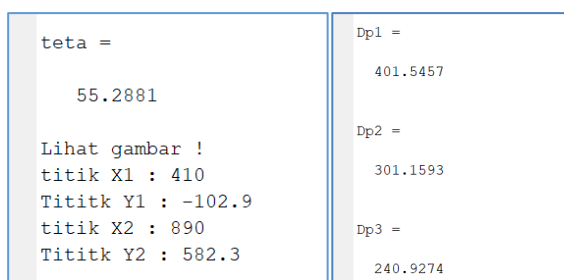 teta =
55.2881
Lihat gambar !
titik X1 : 410
Tititk Y1 : -102.9
titik X2 : 890
Tititk Y2 : 582.3
Dp1 =
401.5457
Dp2 =
301.1593
Dp3 =
240.9274